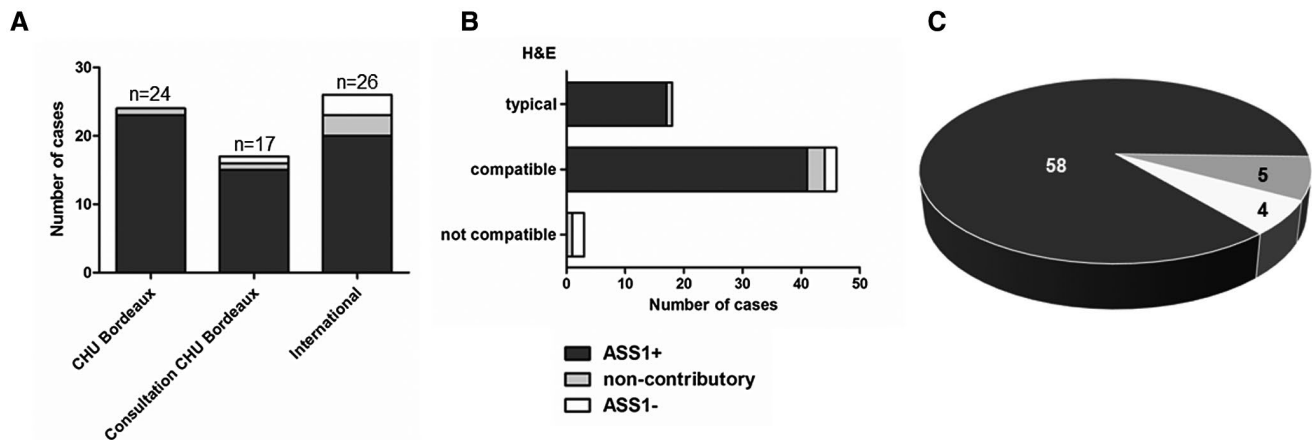 A
Number of cases
30
20
10
0
n=24
n=17
n=26
CHU Bordeaux
Consultation CHU Bordeaux
International
B
H&E
typical
compatible
not compatible
0 10 20 30 40 50
Number of cases
ASS1+
non-contributory
ASS1-
C
58
5
4